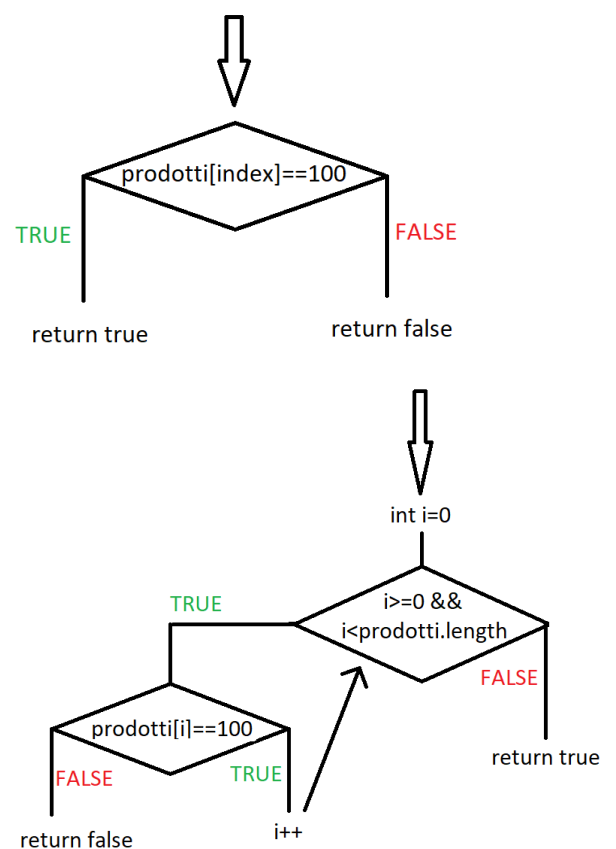 prodotti[index]==100
TRUE
FALSE
return true
return false
int i=0
TRUE
i>=0 &&
i<prodotti.length
FALSE
return true
prodotti[i]==100
FALSE
TRUE
return false
i++